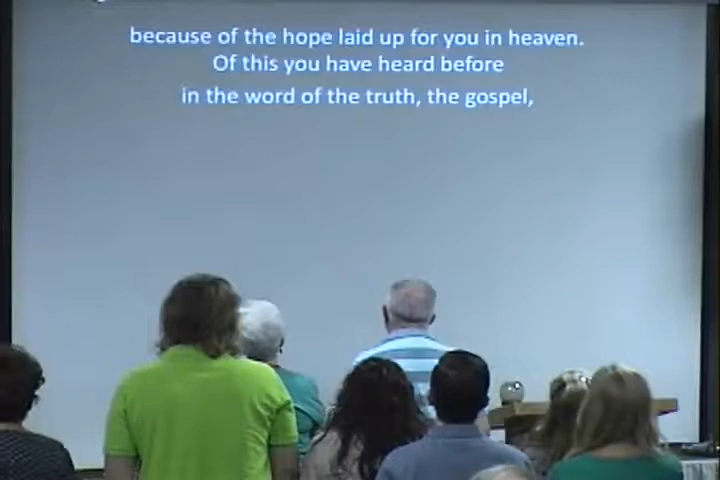 because of the hope laid up for you in heaven.
Of this you have heard before
in the word of the truth, the gospel,